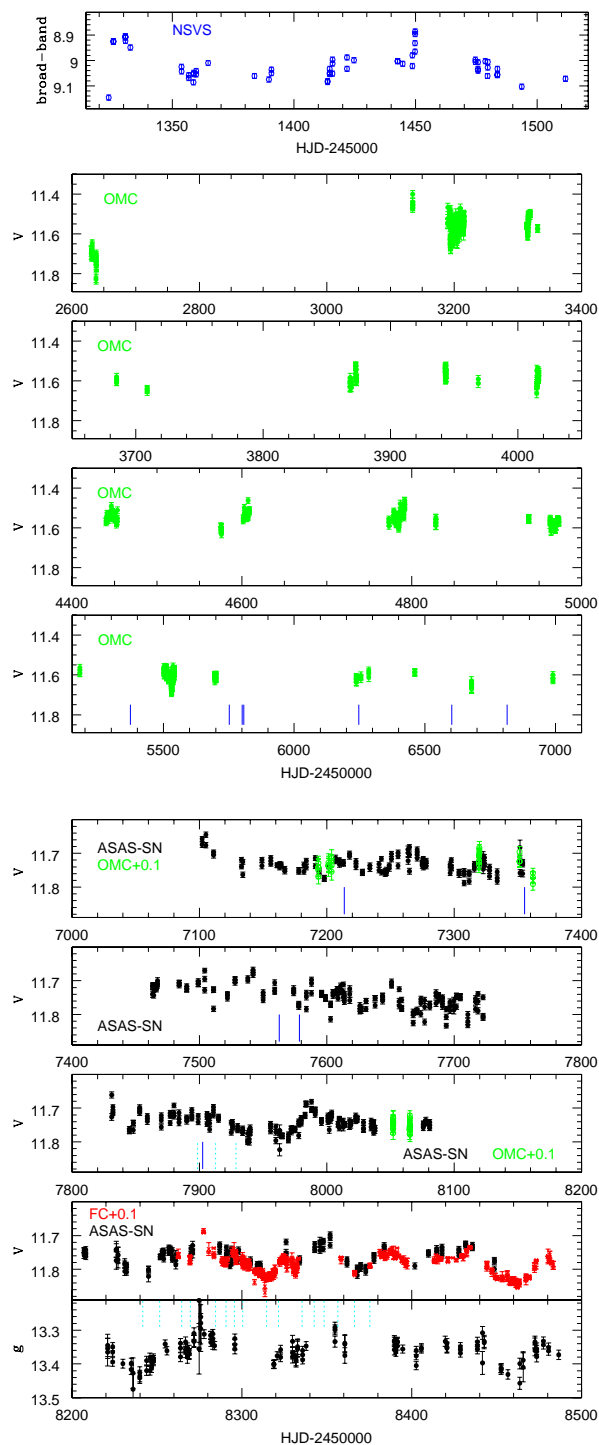 NSVS
broad-band
8.9
9
9.1
1350 1400 1450 1500
HJD-245000
OMC
V
11.4
11.6
11.8
2600 2800 3000 3200 3400
OMC
V
11.4
11.6
11.8
3700 3800 3900 4000
OMC
V
11.4
11.6
11.8
4400 4600 4800 5000
OMC
V
11.4
11.6
11.8
5500 6000 6500 7000
HJD-2450000
ASAS-SN
OMC+0.1
V
11.7
11.8
7000 7100 7200 7300 7400
V
11.7
11.8
ASAS-SN
7400 7500 7600 7700 7800
V
11.7
11.8
ASAS-SN OMC+0.1
7800 7900 8000 8100 8200
FC+0.1
ASAS-SN
V
11.7
11.8
g
13.3
13.4
13.5
8200 8300 8400 8500
HJD-2450000